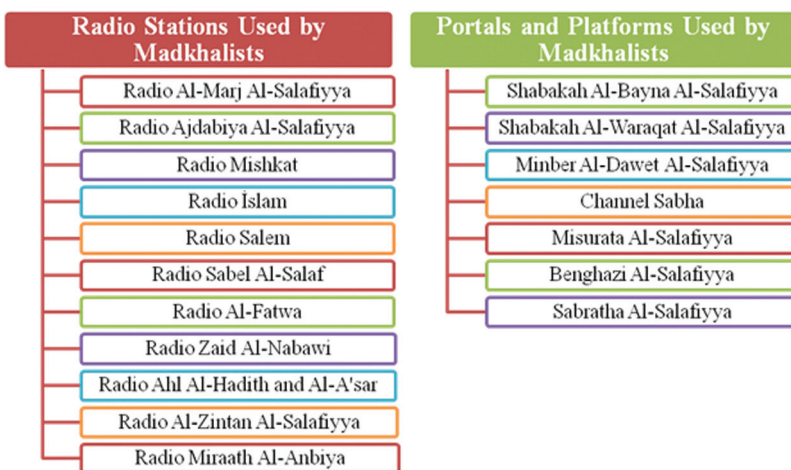 Radio Stations Used by
Madkhalists
Radio Al-Marj Al-Salafiyya
Radio Ajdabiya Al-Salafiyya
Radio Mishkat
Radio İslam
Radio Salem
Radio Sabel Al-Salaf
Radio Al-Fatwa
Radio Zaid Al-Nabawi
Radio Ahl Al-Hadith and Al-A'sar
Radio Al-Zintan Al-Salafiyya
Radio Miraath Al-Anbiya
Portals and Platforms Used by
Madkhalists
Shabakah Al-Bayna Al-Salafiyya
Shabakah Al-Waraqat Al-Salafiyya
Minber Al-Dawet Al-Salafiyya
Channel Sabha
Misurata Al-Salafiyya
Benghazi Al-Salafiyya
Sabratha Al-Salafiyya